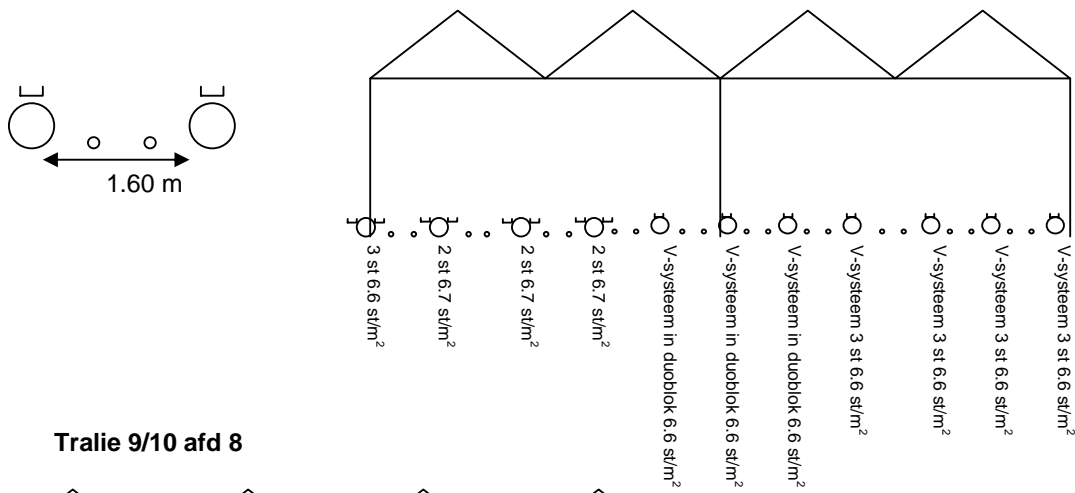 1.60 m
3 st 6.6 st/m²
2 st 6.7 st/m²
2 st 6.7 st/m²
2 st 6.7 st/m²
V-systeem in duoblok 6.6 st/m²
V-systeem in duoblok 6.6 st/m²
V-systeem in duoblok 6.6 st/m²
V-systeem 3 st 6.6 st/m²
V-systeem 3 st 6.6 st/m²
V-systeem 3 st 6.6 st/m²
V-systeem 3 st 6.6 st/m²
Tralie 9/10 afd 8